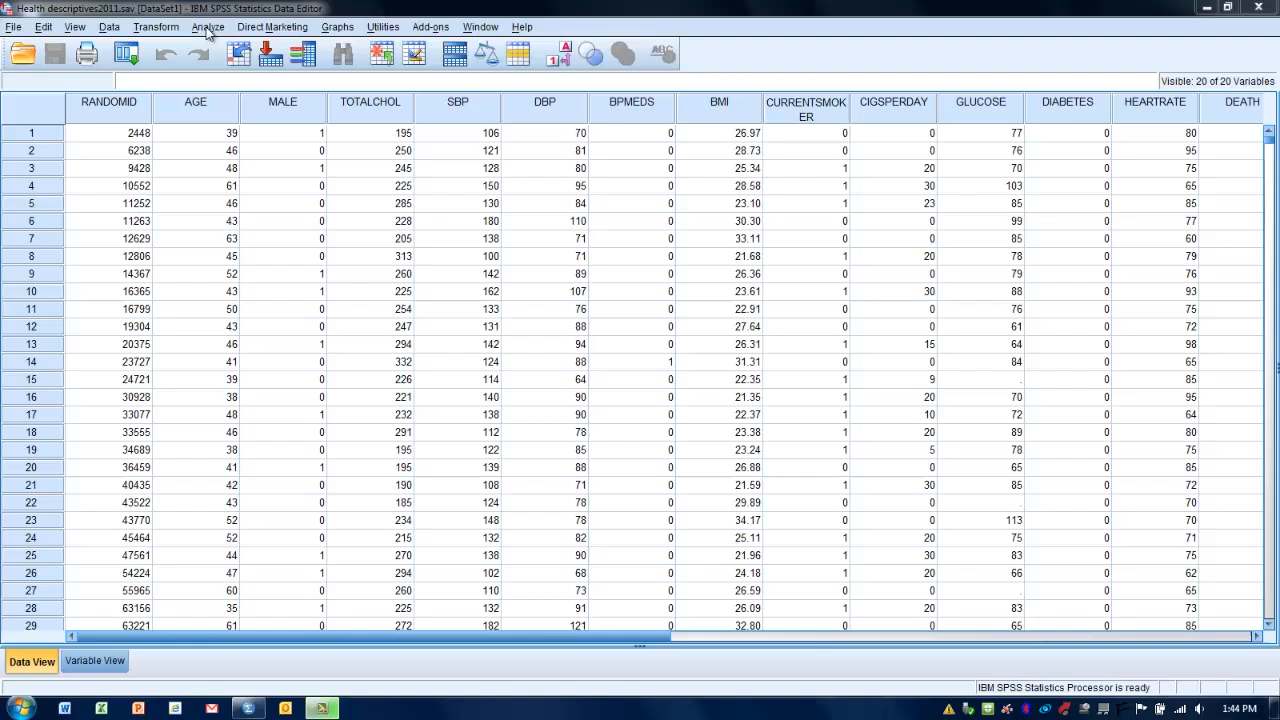 Health descriptives2011.sav [DataSet1] - IBM SPSS Statistics Data Editor
File Edit View Data Transform Analyze Direct Marketing Graphs Utilities Add-ons Window Help
Visible: 20 of 20 Variables
RANDOMID AGE MALE TOTALCHOL SBP DBP BPMEDS BMI CURRENTSMOK CIGSPERDAY GLUCOSE DIABETES HEARTRATE DEATH
ER
1 2448 39 1 195 106 70 0 26.97 0 0 77 0 80
2 6238 46 0 250 121 81 0 28.73 0 0 76 0 95
3 9428 48 1 245 128 80 0 25.34 1 20 70 0 75
4 10552 61 0 225 150 95 0 28.58 1 30 103 0 65
5 11252 46 0 285 130 84 0 23.10 1 23 85 0 85
6 11263 43 0 228 180 110 0 30.30 0 0 99 0 77
7 12629 63 0 205 138 71 0 33.11 0 0 85 0 60
8 12806 45 0 313 100 71 0 21.68 1 20 78 0 79
9 14367 52 1 260 142 89 0 26.36 0 0 79 0 76
10 16365 43 1 225 162 107 0 23.61 1 30 88 0 93
11 16799 50 0 254 133 76 0 22.91 0 0 76 0 75
12 19304 43 0 247 131 88 0 27.64 0 0 61 0 72
13 20375 46 1 294 142 94 0 26.31 1 15 64 0 98
14 23727 41 0 332 124 88 1 31.31 0 0 84 0 65
15 24721 39 0 226 114 64 0 22.35 1 9 . 0 85
16 30928 38 0 221 140 90 0 21.35 1 20 70 0 95
17 33077 48 1 232 138 90 0 22.37 1 10 72 0 64
18 33555 46 0 291 112 78 0 23.38 1 20 89 0 80
19 34689 38 0 195 122 85 0 23.24 1 5 78 0 75
20 36459 41 1 195 139 88 0 26.88 0 0 65 0 85
21 40435 42 0 190 108 71 0 21.59 1 30 85 0 72
22 43522 43 0 185 124 78 0 29.89 0 0 . 0 70
23 43770 52 0 234 148 78 0 34.17 0 0 113 0 70
24 45464 52 0 215 132 82 0 25.11 1 20 75 0 71
25 47561 44 1 270 138 90 0 21.96 1 30 83 0 75
26 54224 47 1 294 102 68 0 24.18 1 20 66 0 62
27 55965 60 0 260 110 73 0 26.59 0 0 . 0 65
28 63156 35 1 225 132 91 0 26.09 1 20 83 0 73
29 63221 61 0 272 182 121 0 32.80 0 0 65 0 85
Data View Variable View
IBM SPSS Statistics Processor is ready
1:44 PM